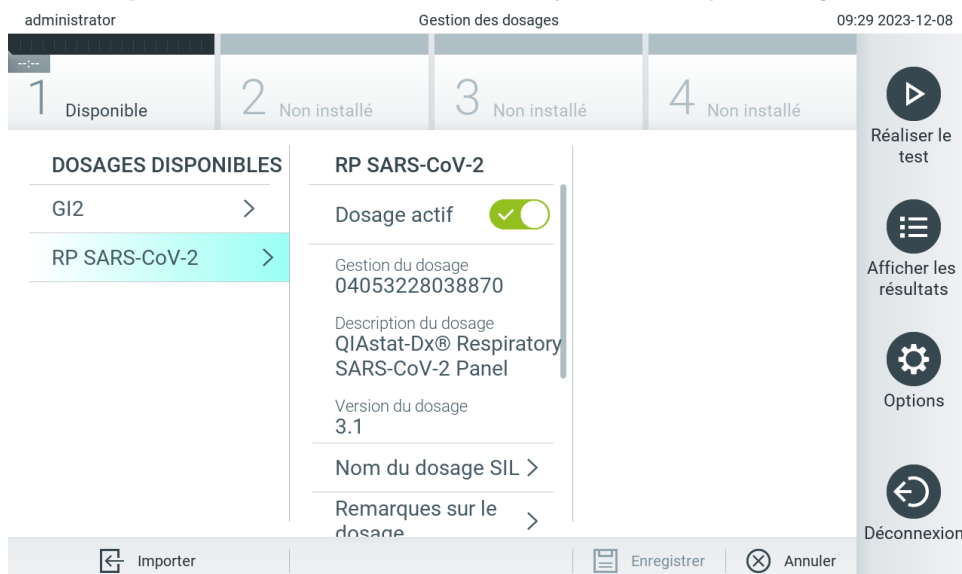 administrator
Gestion des dosages
09:29 2023-12-08
--:--
1 Disponible
2 Non installé
3 Non installé
4 Non installé
DOSAGES DISPONIBLES
GI2
RP SARS-CoV-2
RP SARS-CoV-2
Dosage actif
Gestion du dosage
04053228038870
Description du dosage
QIAstat-Dx® Respiratory
SARS-CoV-2 Panel
Version du dosage
3.1
Nom du dosage SIL
Remarques sur le
dosage
Réaliser le
test
Afficher les
résultats
Options
Déconnexion
Importer
Enregistrer
Annuler